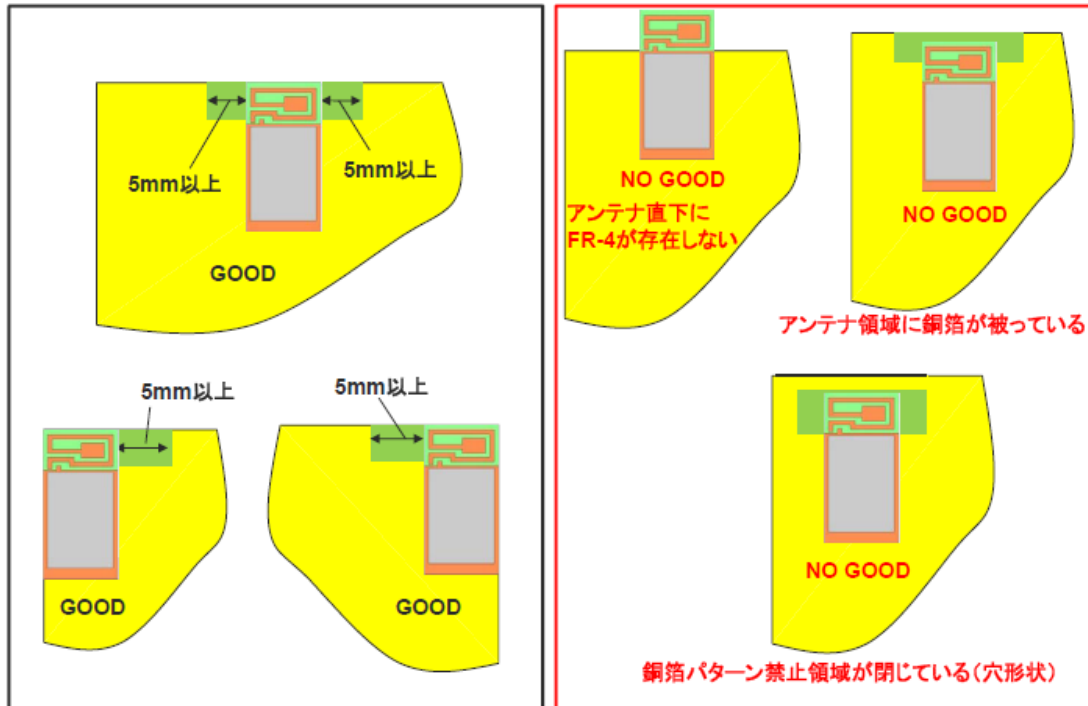 5mm以上
5mm以上
GOOD
5mm以上
5mm以上
GOOD
GOOD
NO GOOD
アンテナ直下に
FR-4が存在しない
NO GOOD
アンテナ領域に銅箔が被っている
NO GOOD
銅箔パターン禁止領域が閉じている(穴形状)